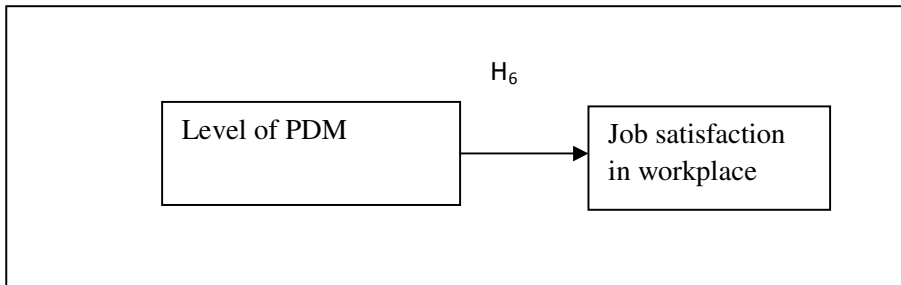 H₆
Level of PDM
Job satisfaction
in workplace